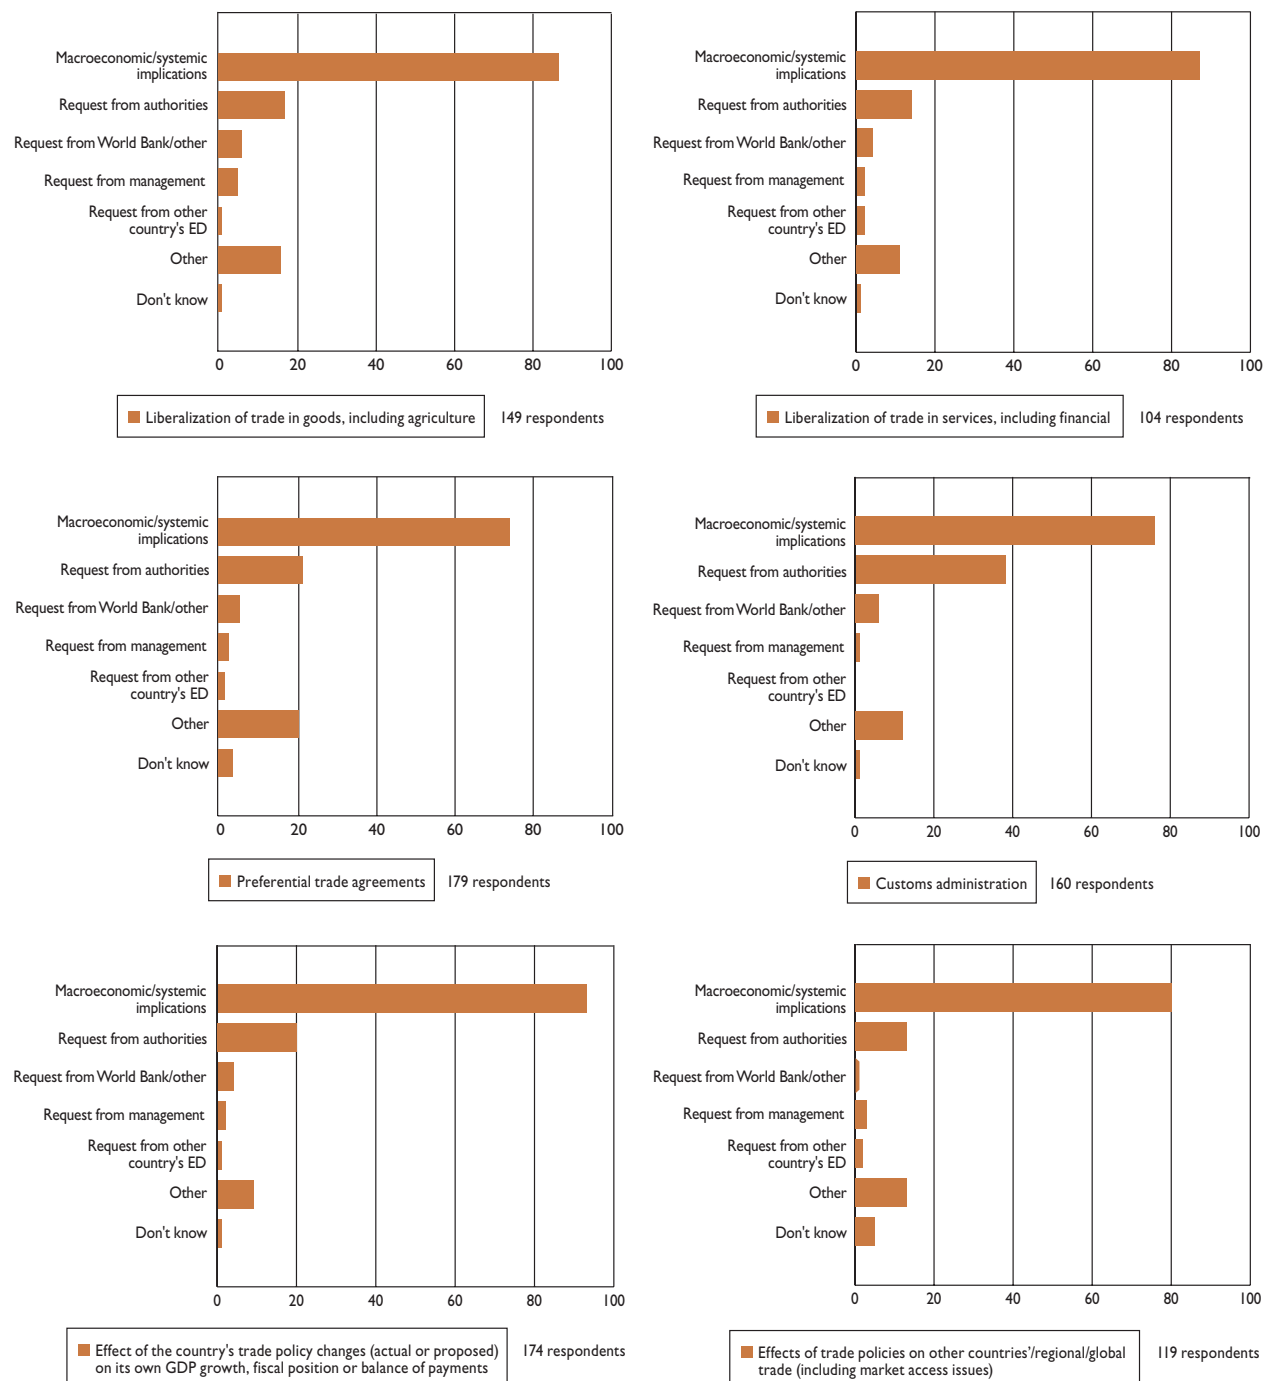 Macroeconomic/systemic
implications
Request from authorities
Request from World Bank/other
Request from management
Request from other
country's ED
Other
Don't know
0 20 40 60 80 100
Liberalization of trade in goods, including agriculture 149 respondents
Macroeconomic/systemic
implications
Request from authorities
Request from World Bank/other
Request from management
Request from other
country's ED
Other
Don't know
0 20 40 60 80 100
Liberalization of trade in services, including financial 104 respondents
Macroeconomic/systemic
implications
Request from authorities
Request from World Bank/other
Request from management
Request from other
country's ED
Other
Don't know
0 20 40 60 80 100
Preferential trade agreements 179 respondents
Macroeconomic/systemic
implications
Request from authorities
Request from World Bank/other
Request from management
Request from other
country's ED
Other
Don't know
0 20 40 60 80 100
Customs administration 160 respondents
Macroeconomic/systemic
implications
Request from authorities
Request from World Bank/other
Request from management
Request from other
country's ED
Other
Don't know
0 20 40 60 80 100
Effect of the country's trade policy changes (actual or proposed) 174 respondents
on its own GDP growth, fiscal position or balance of payments
Macroeconomic/systemic
implications
Request from authorities
Request from World Bank/other
Request from management
Request from other
country's ED
Other
Don't know
0 20 40 60 80 100
Effects of trade policies on other countries'/regional/global 119 respondents
trade (including market access issues)